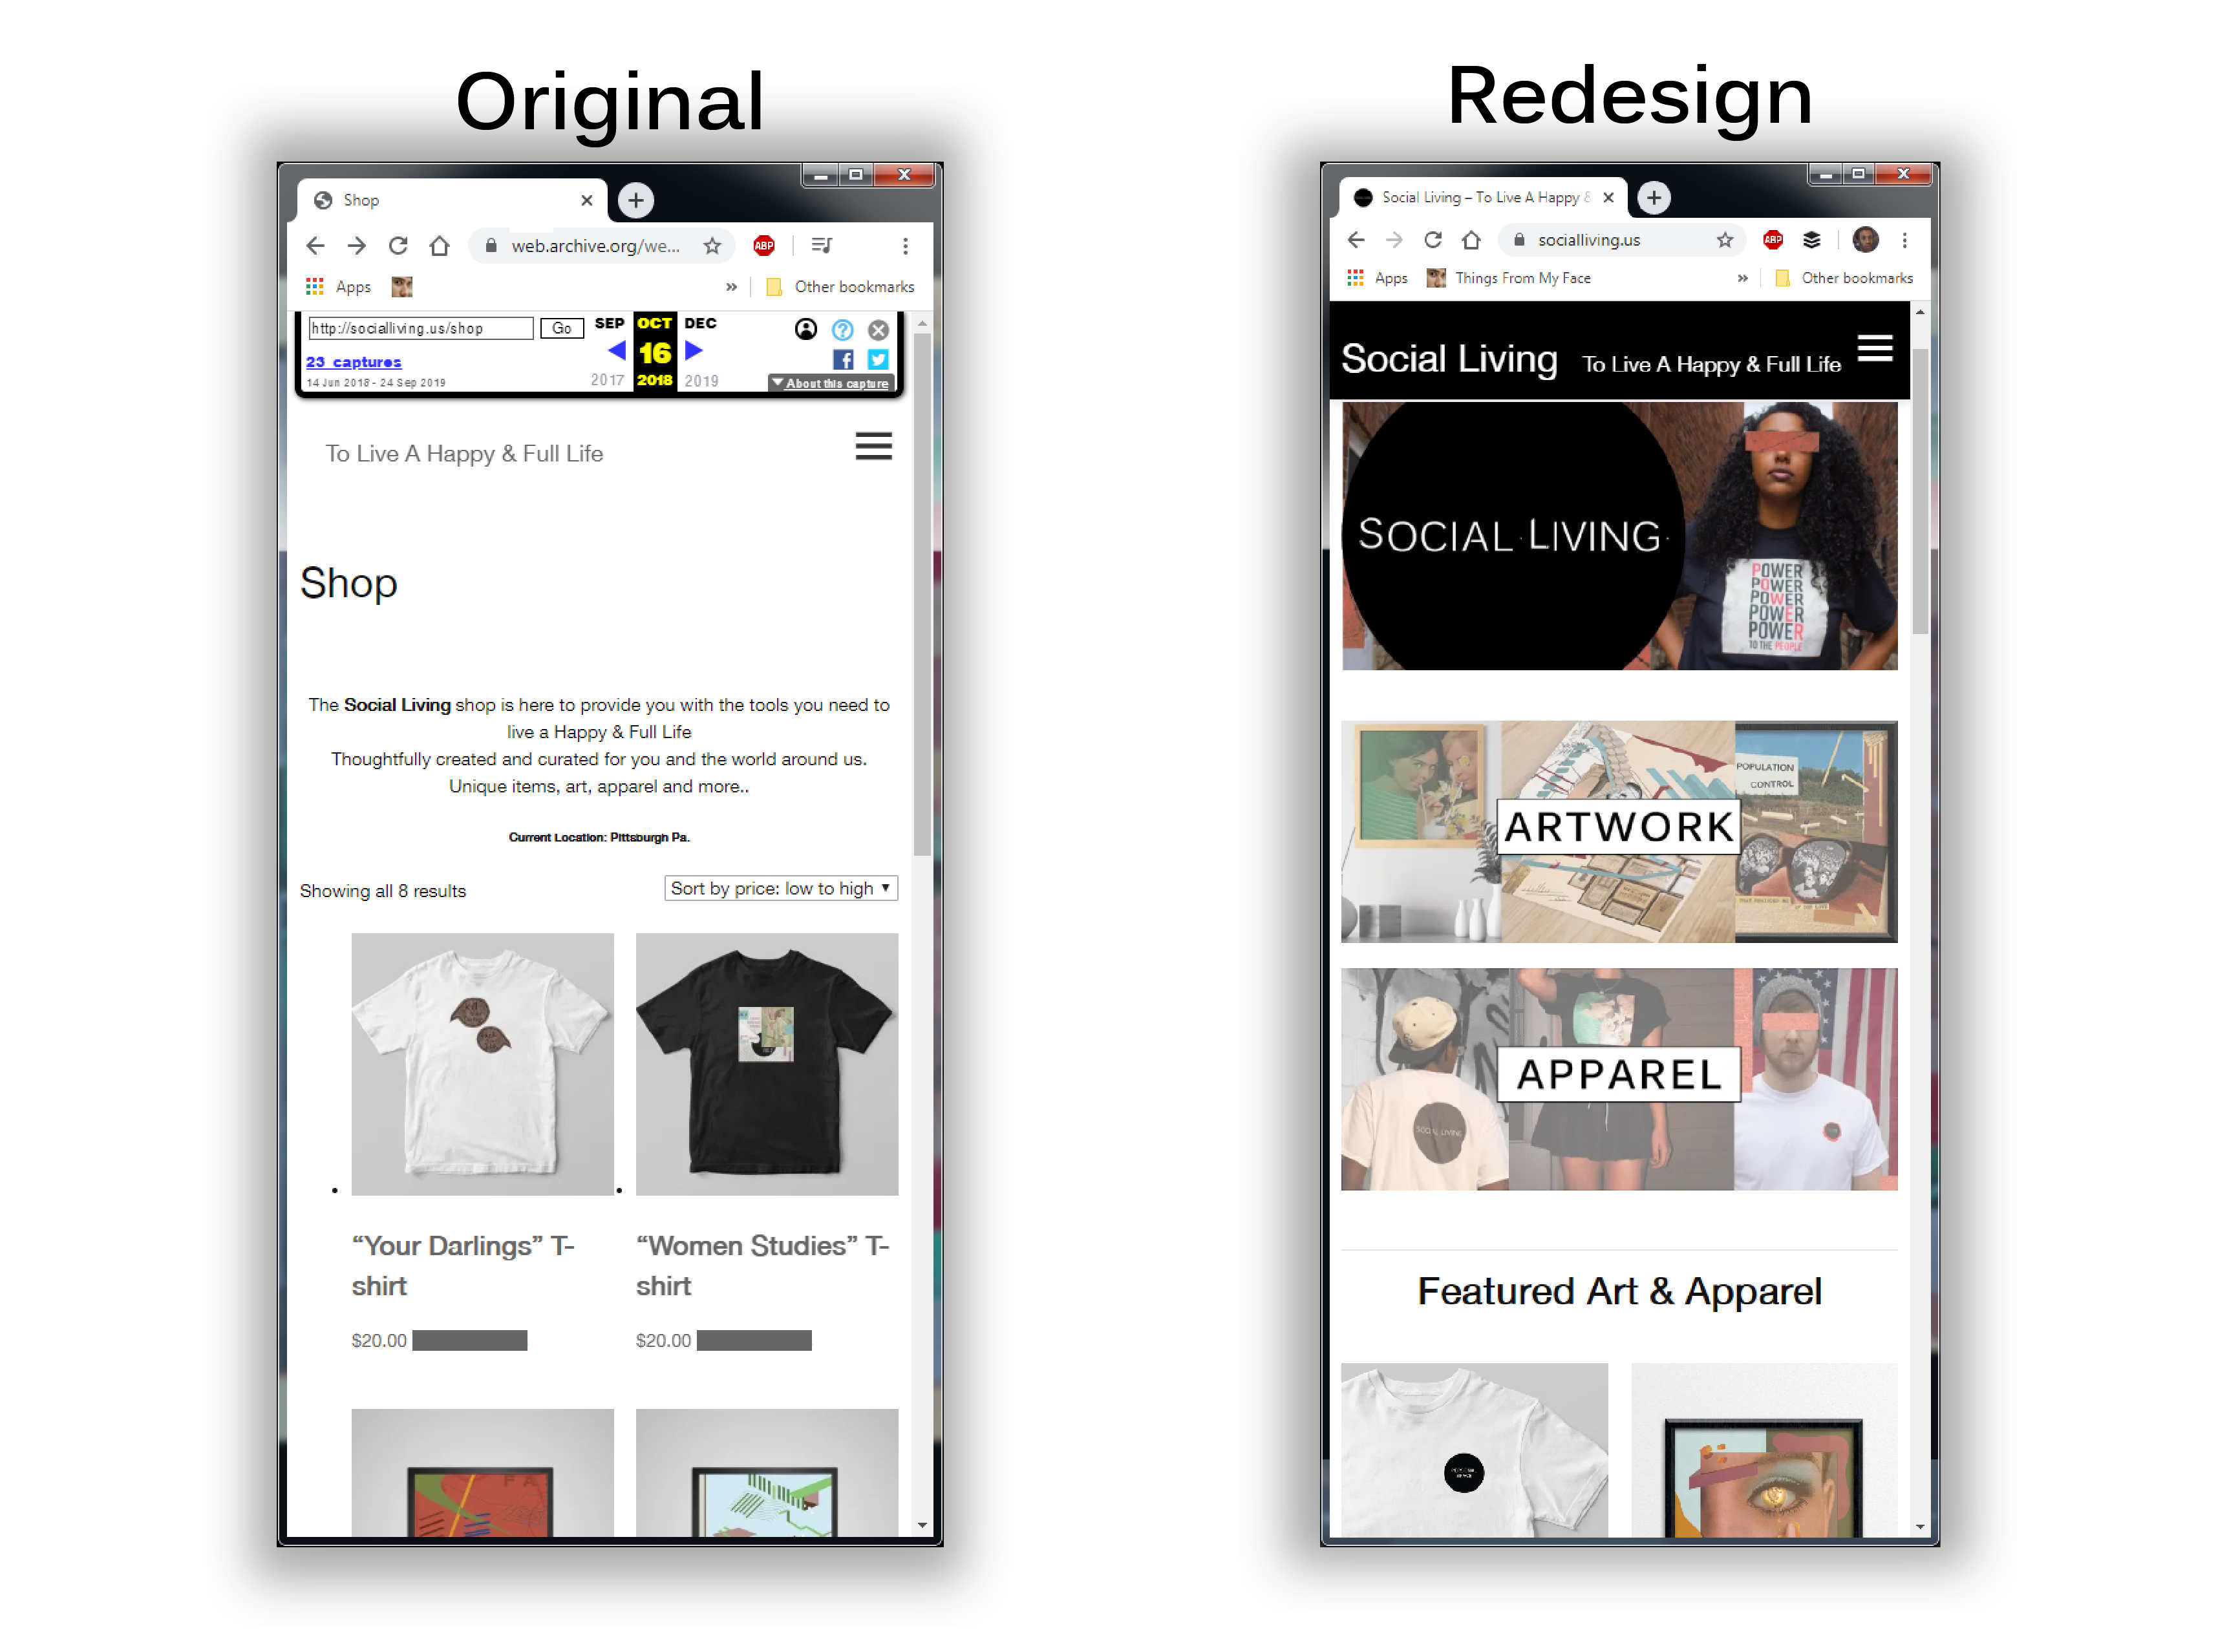 Original
Shop
web.archive.org/we...
ABP
Apps
»
Other bookmarks
http://socialliving.us/shop
Go
SEP
OCT
DEC
23 captures
16
14 Jun 2018 - 24 Sep 2019
2017
2018
2019
About this capture
To Live A Happy & Full Life
Shop
The Social Living shop is here to provide you with the tools you need to
live a Happy & Full Life
Thoughtfully created and curated for you and the world around us.
Unique items, art, apparel and more..
Current Location: Pittsburgh Pa.
Showing all 8 results
Sort by price: low to high
“Your Darlings” T-
shirt
$20.00
“Women Studies” T-
shirt
$20.00
Redesign
Social Living – To Live A Happy &
socialliving.us
ABP
Apps
Things From My Face
»
Other bookmarks
Social Living
To Live A Happy & Full Life
SOCIAL·LIVING·
POWER
POWER
POWER
POWER
POWER
TO THE PEOPLE
POPULATION
CONTROL
ARTWORK
APPAREL
SOCIAL LIVING
Featured Art & Apparel